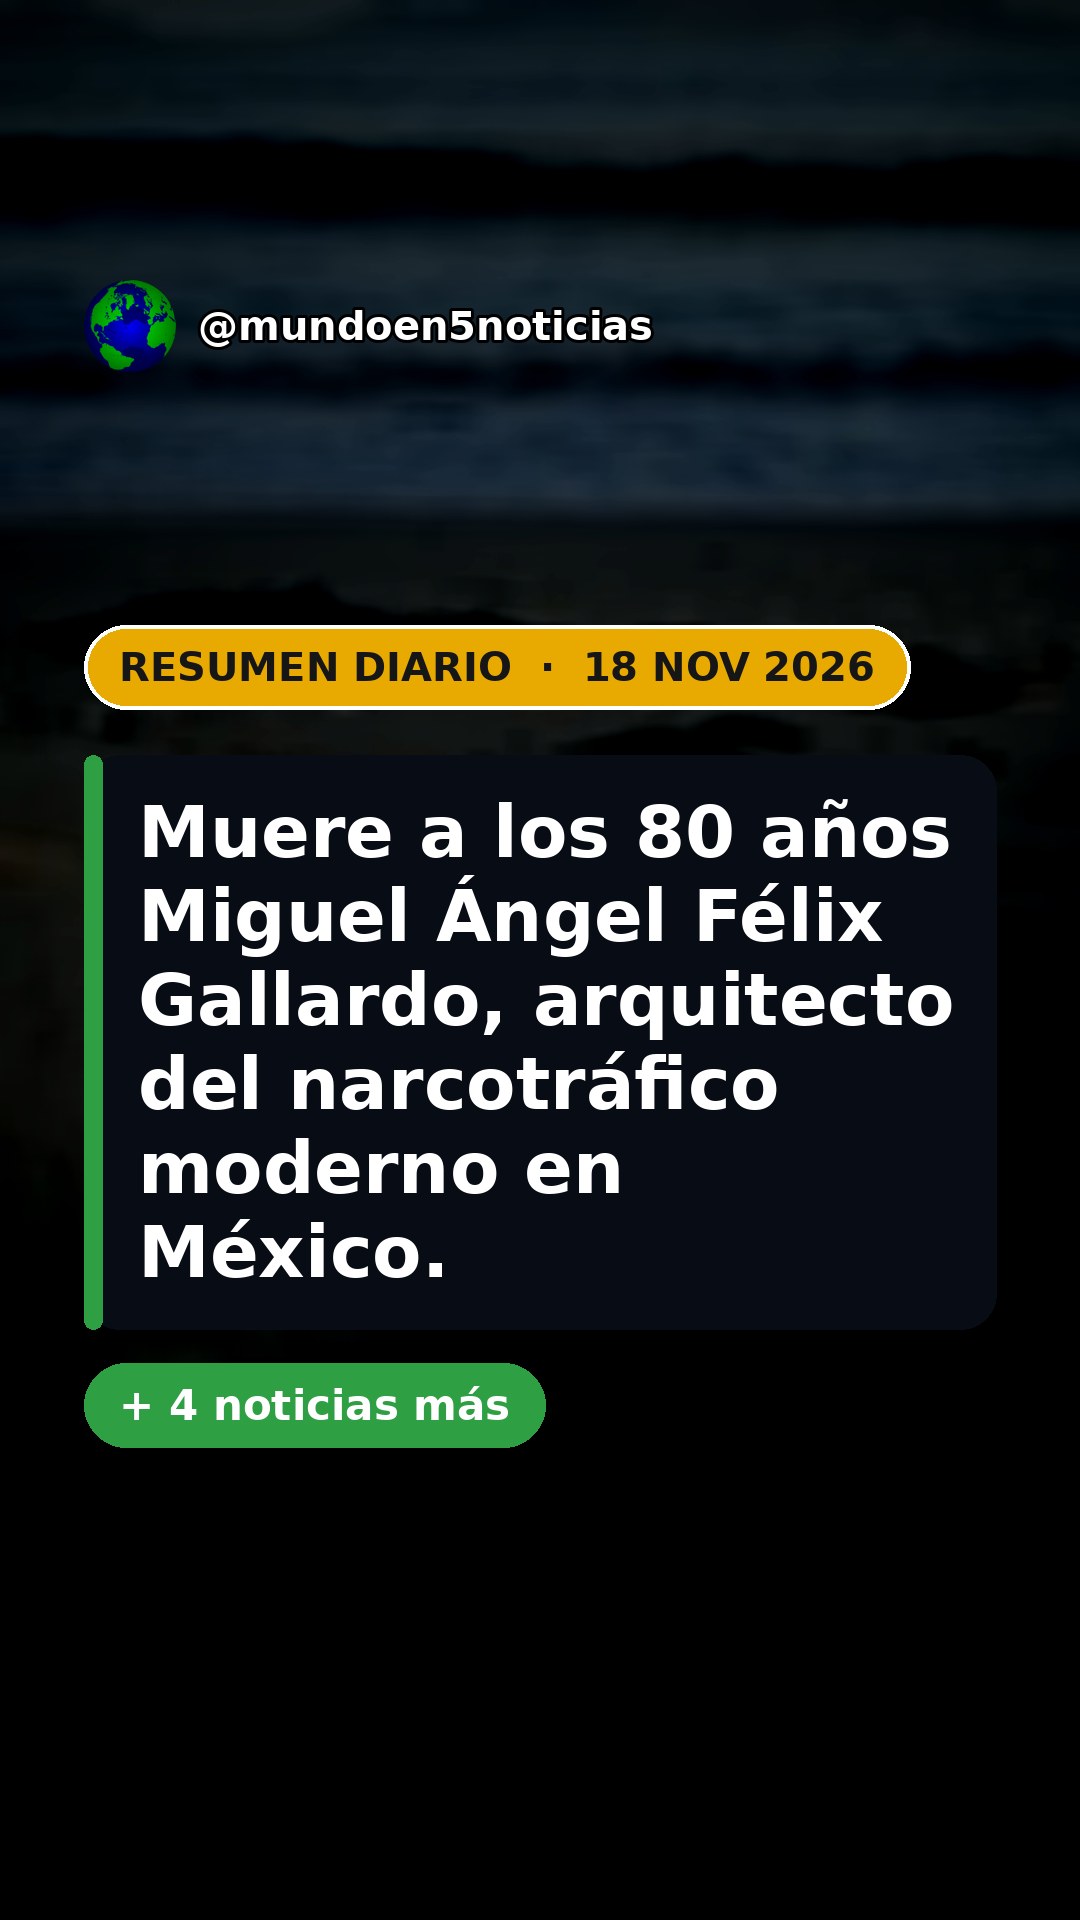 @mundoen5noticias
RESUMEN DIARIO · 18 NOV 2026
Muere a los 80 años
Miguel Ángel Félix
Gallardo, arquitecto
del narcotráfico
moderno en
México.
+ 4 noticias más